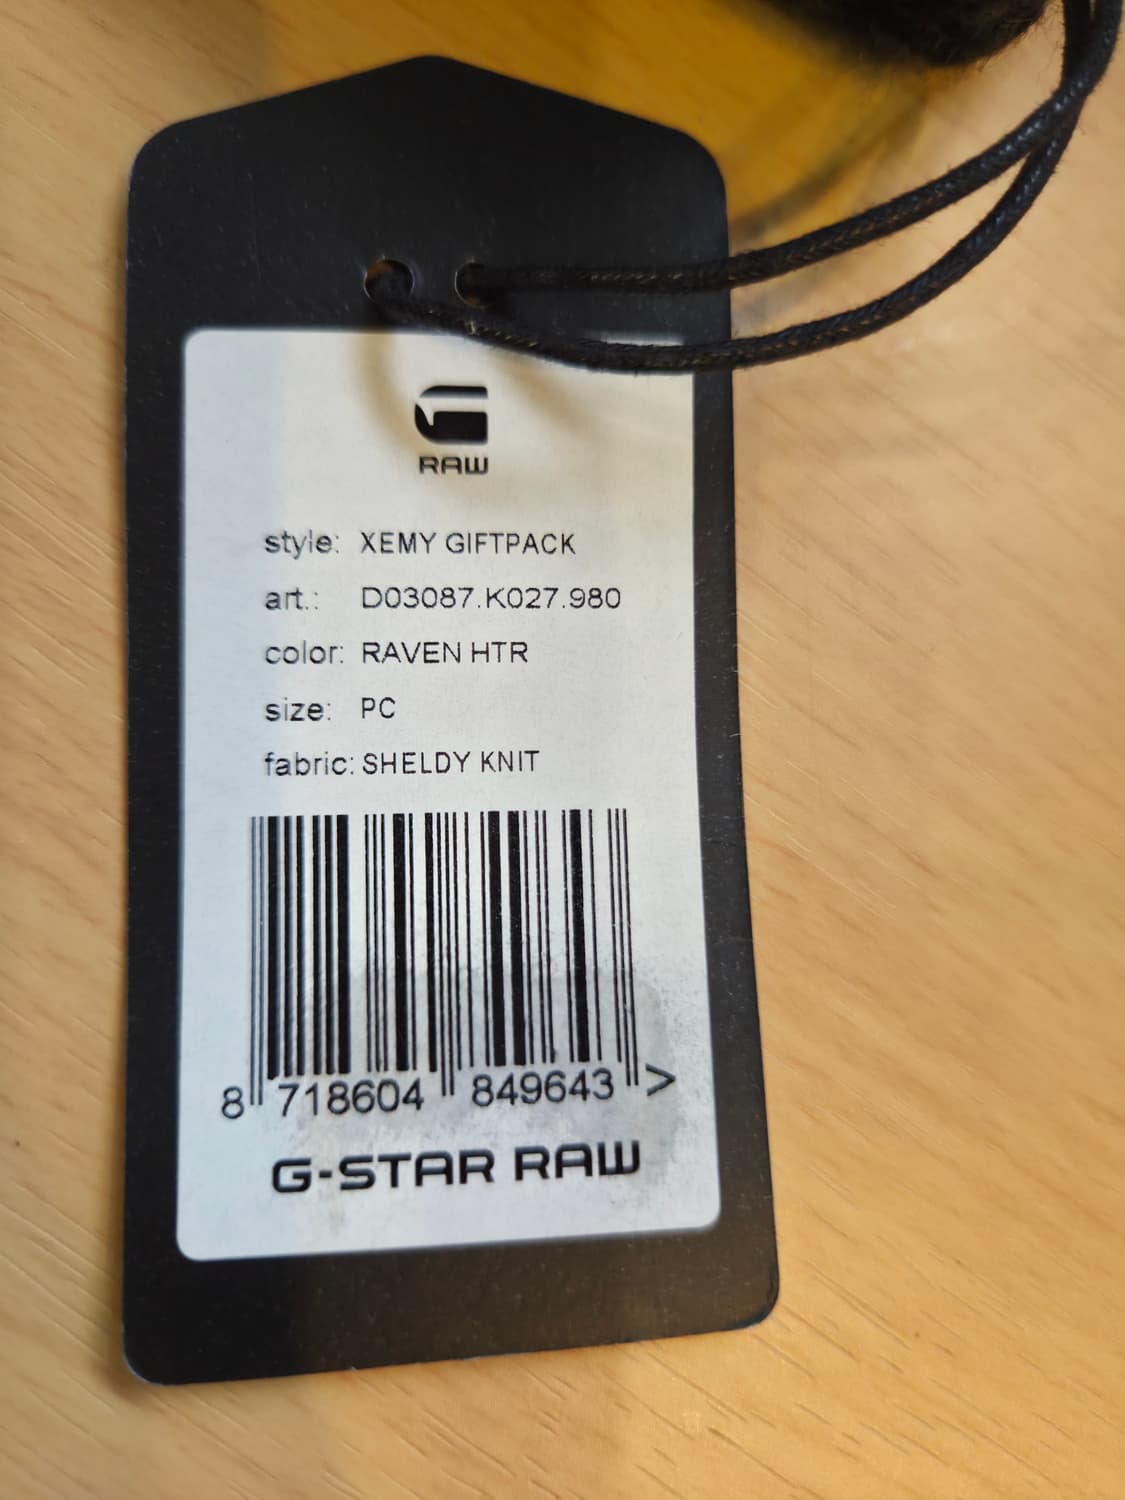 RAW
style: XEMY GIFTPACK
art.: D03087.K027.980
color: RAVEN HTR
size: PC
fabric: SHELDY KNIT
8 718604 849643 >
G-STAR RAW